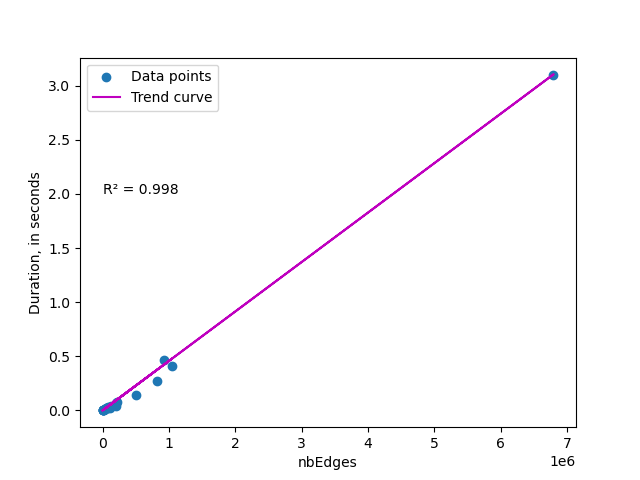 Data points
Trend curve
R² = 0.998
Duration, in seconds
3.0
2.5
2.0
1.5
1.0
0.5
0.0
0 1 2 3 4 5 6 7
1e6
nbEdges